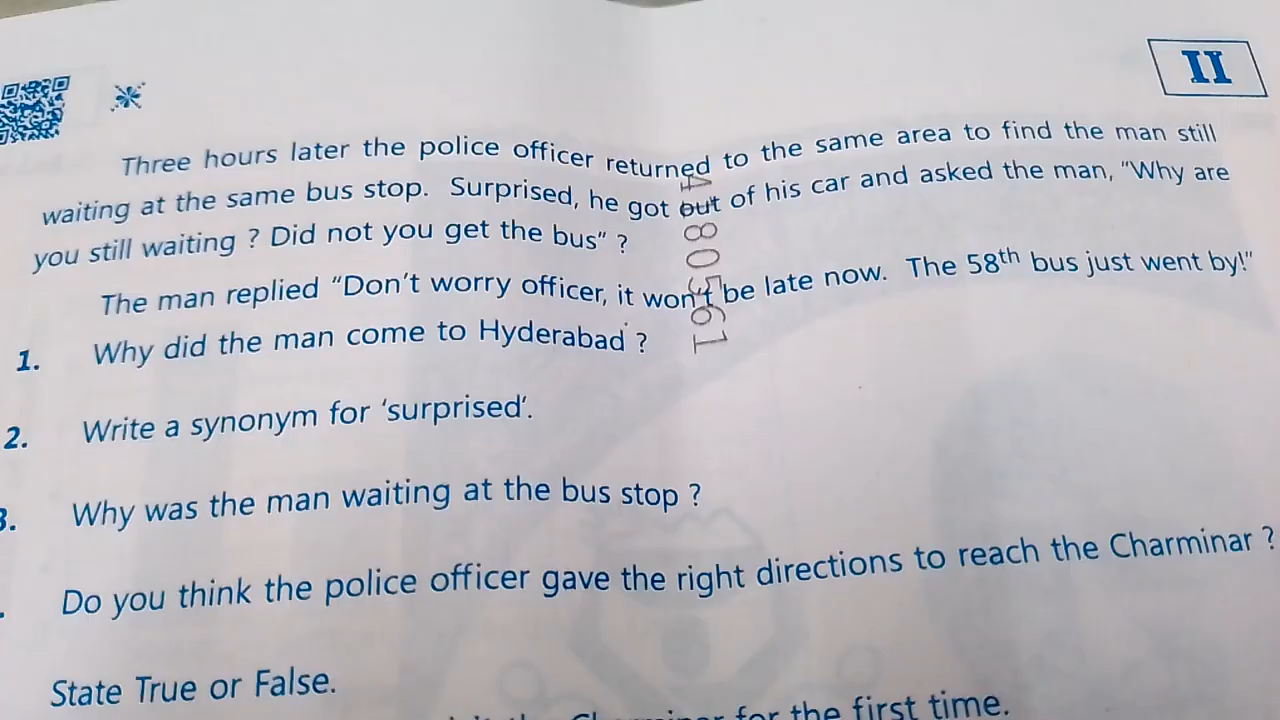 II
Three hours later the police officer returned to the same area to find the man still
waiting at the same bus stop. Surprised, he got out of his car and asked the man, “Why are
you still waiting ? Did not you get the bus” ?
The man replied “Don’t worry officer, it won’t be late now. The 58th bus just went by!”
1. Why did the man come to Hyderabad ?
2. Write a synonym for ‘surprised’.
3. Why was the man waiting at the bus stop ?
Do you think the police officer gave the right directions to reach the Charminar ?
State True or False.
for the first time.